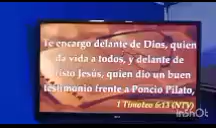 Te encargo delante de Dios, quien
da vida a todos, y delante de
isto Jesús, quien dio un buen
testimonio frente a Poncio Pilato,
1 Timoteo 6:13 (NTV)
InShOt